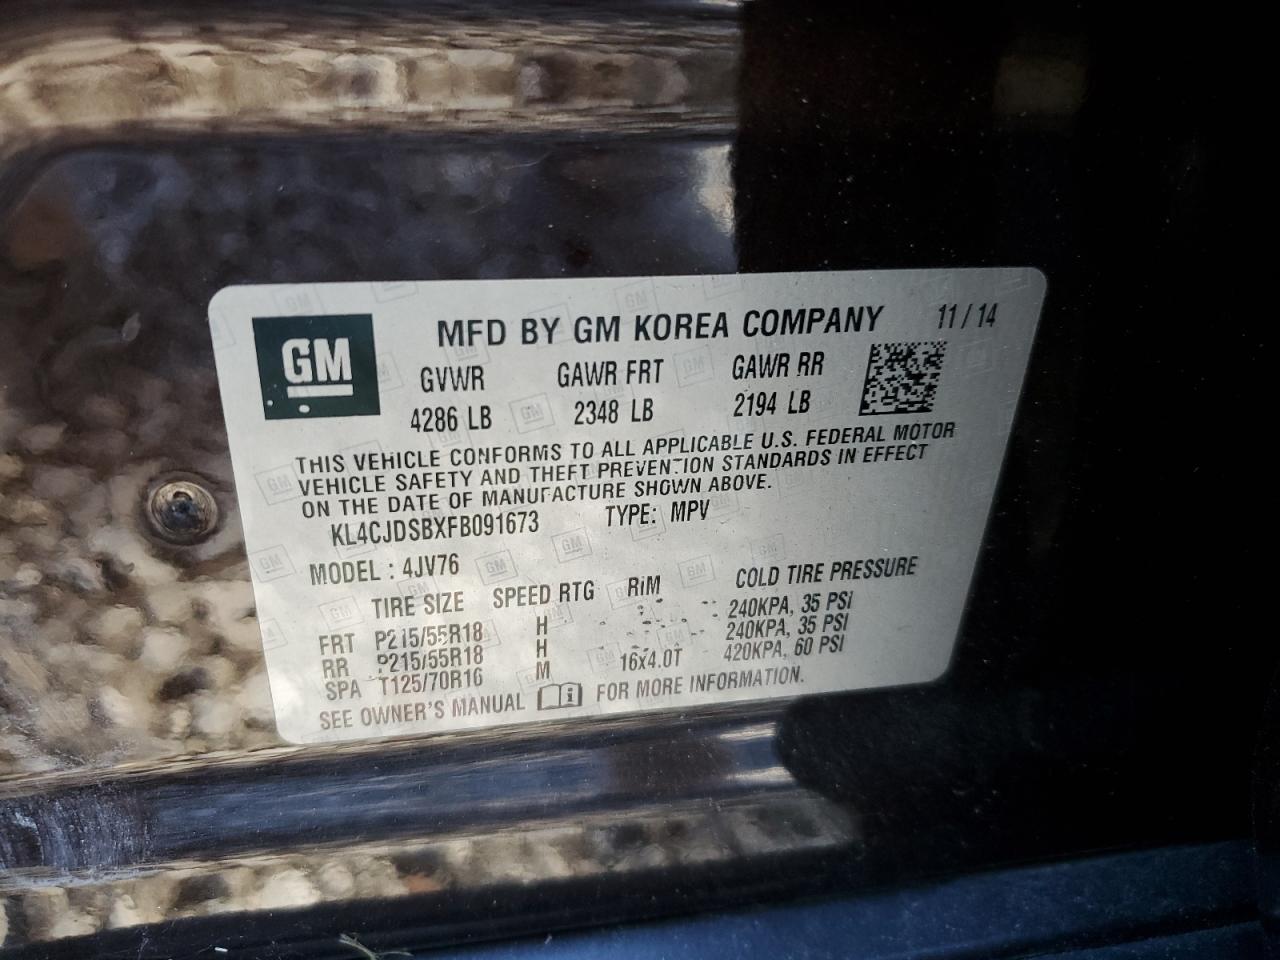 GM
MFD BY GM KOREA COMPANY 11/14
GVWR GAWR FRT GAWR RR
4286 LB 2348 LB 2194 LB
THIS VEHICLE CONFORMS TO ALL APPLICABLE U.S. FEDERAL MOTOR
VEHICLE SAFETY AND THEFT PREVENTION STANDARDS IN EFFECT
ON THE DATE OF MANUFACTURE SHOWN ABOVE.
KL4CJDSBXFB091673 TYPE: MPV
MODEL: 4JV76
TIRE SIZE SPEED RTG RiM COLD TIRE PRESSURE
FRT P215/55R18 H 240KPA, 35 PSI
RR P215/55R18 H 240KPA, 35 PSI
SPA T125/70R16 M 16x4.0T 420KPA, 60 PSI
SEE OWNER'S MANUAL FOR MORE INFORMATION.